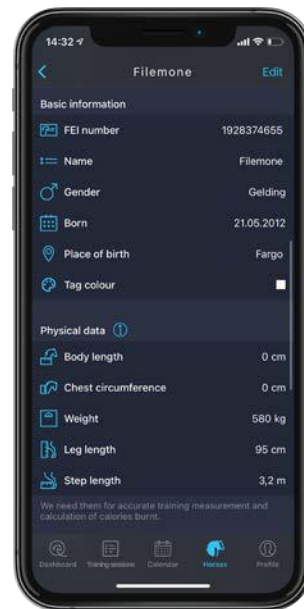 14:32
Filemone Edit
Basic information
FEI number 1928374655
Name Filemone
Gender Gelding
Born 21.05.2012
Place of birth Fargo
Tag colour
Physical data
Body length 0 cm
Chest circumference 0 cm
Weight 580 kg
Leg length 95 cm
Step length 3,2 m
We need them for accurate training measurement and
calculation of calories burnt.
Dashboard Training sessions Calendar Horses Profile